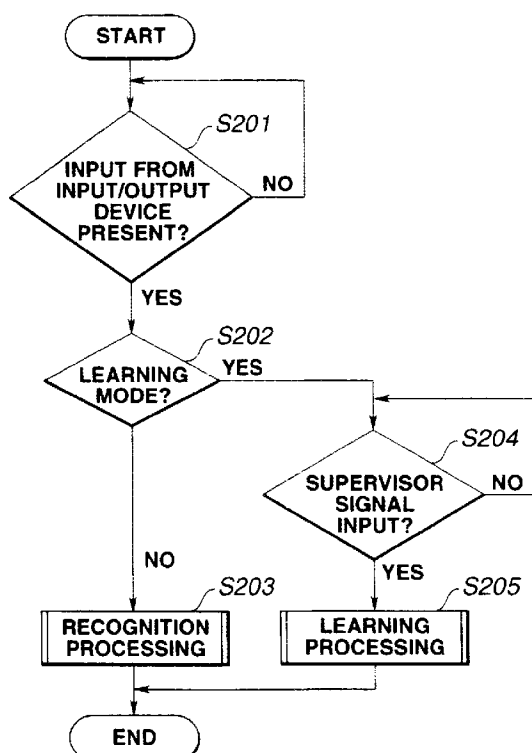 START
S201
INPUT FROM
INPUT/OUTPUT
DEVICE
PRESENT?
NO
YES
S202
LEARNING
MODE?
YES
S204
SUPERVISOR
SIGNAL
INPUT?
NO
NO
YES
S203
RECOGNITION
PROCESSING
S205
LEARNING
PROCESSING
END